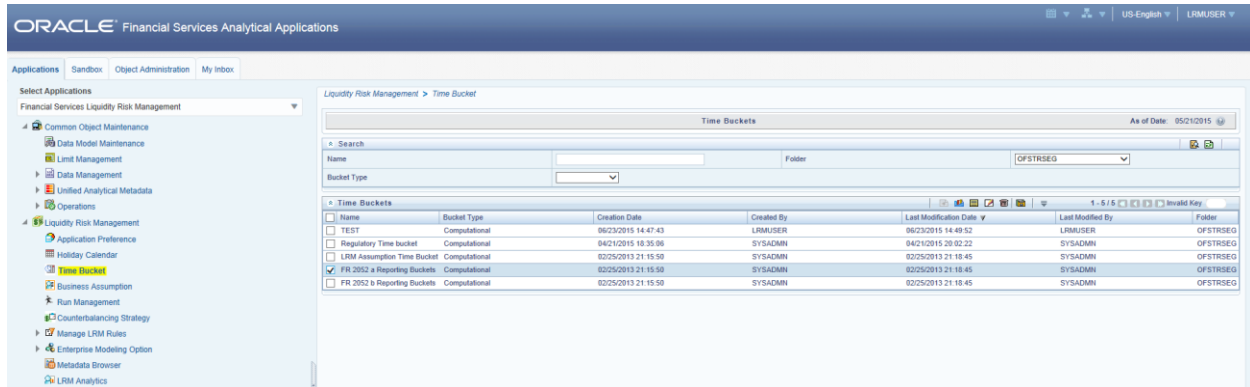 ORACLE® Financial Services Analytical Applications
US-English LRMUSER
Applications Sandbox Object Administration My Inbox
Select Applications
Financial Services Liquidity Risk Management
Common Object Maintenance
Data Model Maintenance
Limit Management
Data Management
Unified Analytical Metadata
Operations
Liquidity Risk Management
Application Preference
Holiday Calendar
Time Bucket
Business Assumption
Run Management
Counterbalancing Strategy
Manage LRM Rules
Enterprise Modeling Option
Metadata Browser
LRM Analytics
Liquidity Risk Management > Time Bucket
Time Buckets As of Date: 05/21/2015
Search
Name Folder OFSTRSEG
Bucket Type
Time Buckets 1 - 5 / 5 Invalid Key
Name Bucket Type Creation Date Created By Last Modification Date Last Modified By Folder
TEST Computational 06/23/2015 14:47:43 LRMUSER 06/23/2015 14:49:52 LRMUSER OFSTRSEG
Regulatory Time bucket Computational 04/21/2015 18:35:06 SYSADMN 04/21/2015 20:02:22 SYSADMN OFSTRSEG
LRM Assumption Time Bucket Computational 02/25/2013 21:15:50 SYSADMN 02/25/2013 21:18:45 SYSADMN OFSTRSEG
FR 2052 a Reporting Buckets Computational 02/25/2013 21:15:50 SYSADMN 02/25/2013 21:18:45 SYSADMN OFSTRSEG
FR 2052 b Reporting Buckets Computational 02/25/2013 21:15:50 SYSADMN 02/25/2013 21:18:45 SYSADMN OFSTRSEG